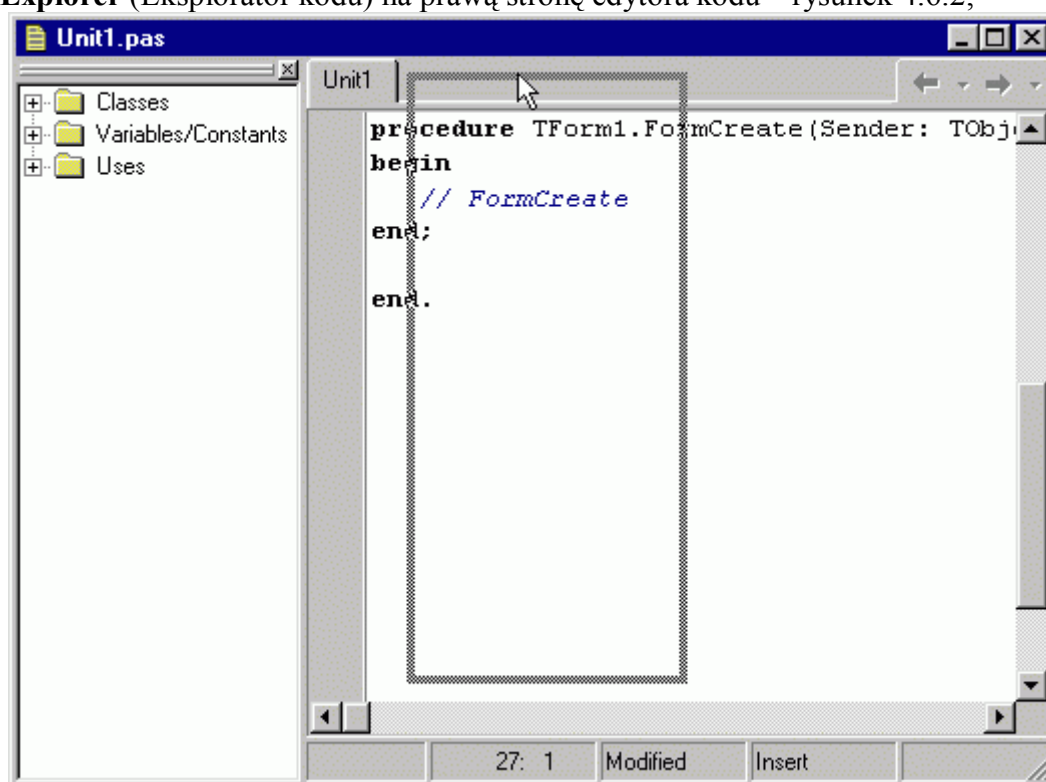 Explorer (Eksplorator kodu) na prawą stronę edytora kodu – rysunek 4.6.2;
Unit1.pas
Classes
Variables/Constants
Uses
Unit1
procedure TForm1.FormCreate(Sender: TObj
begin
// FormCreate
end;
end.
27: 1 Modified Insert